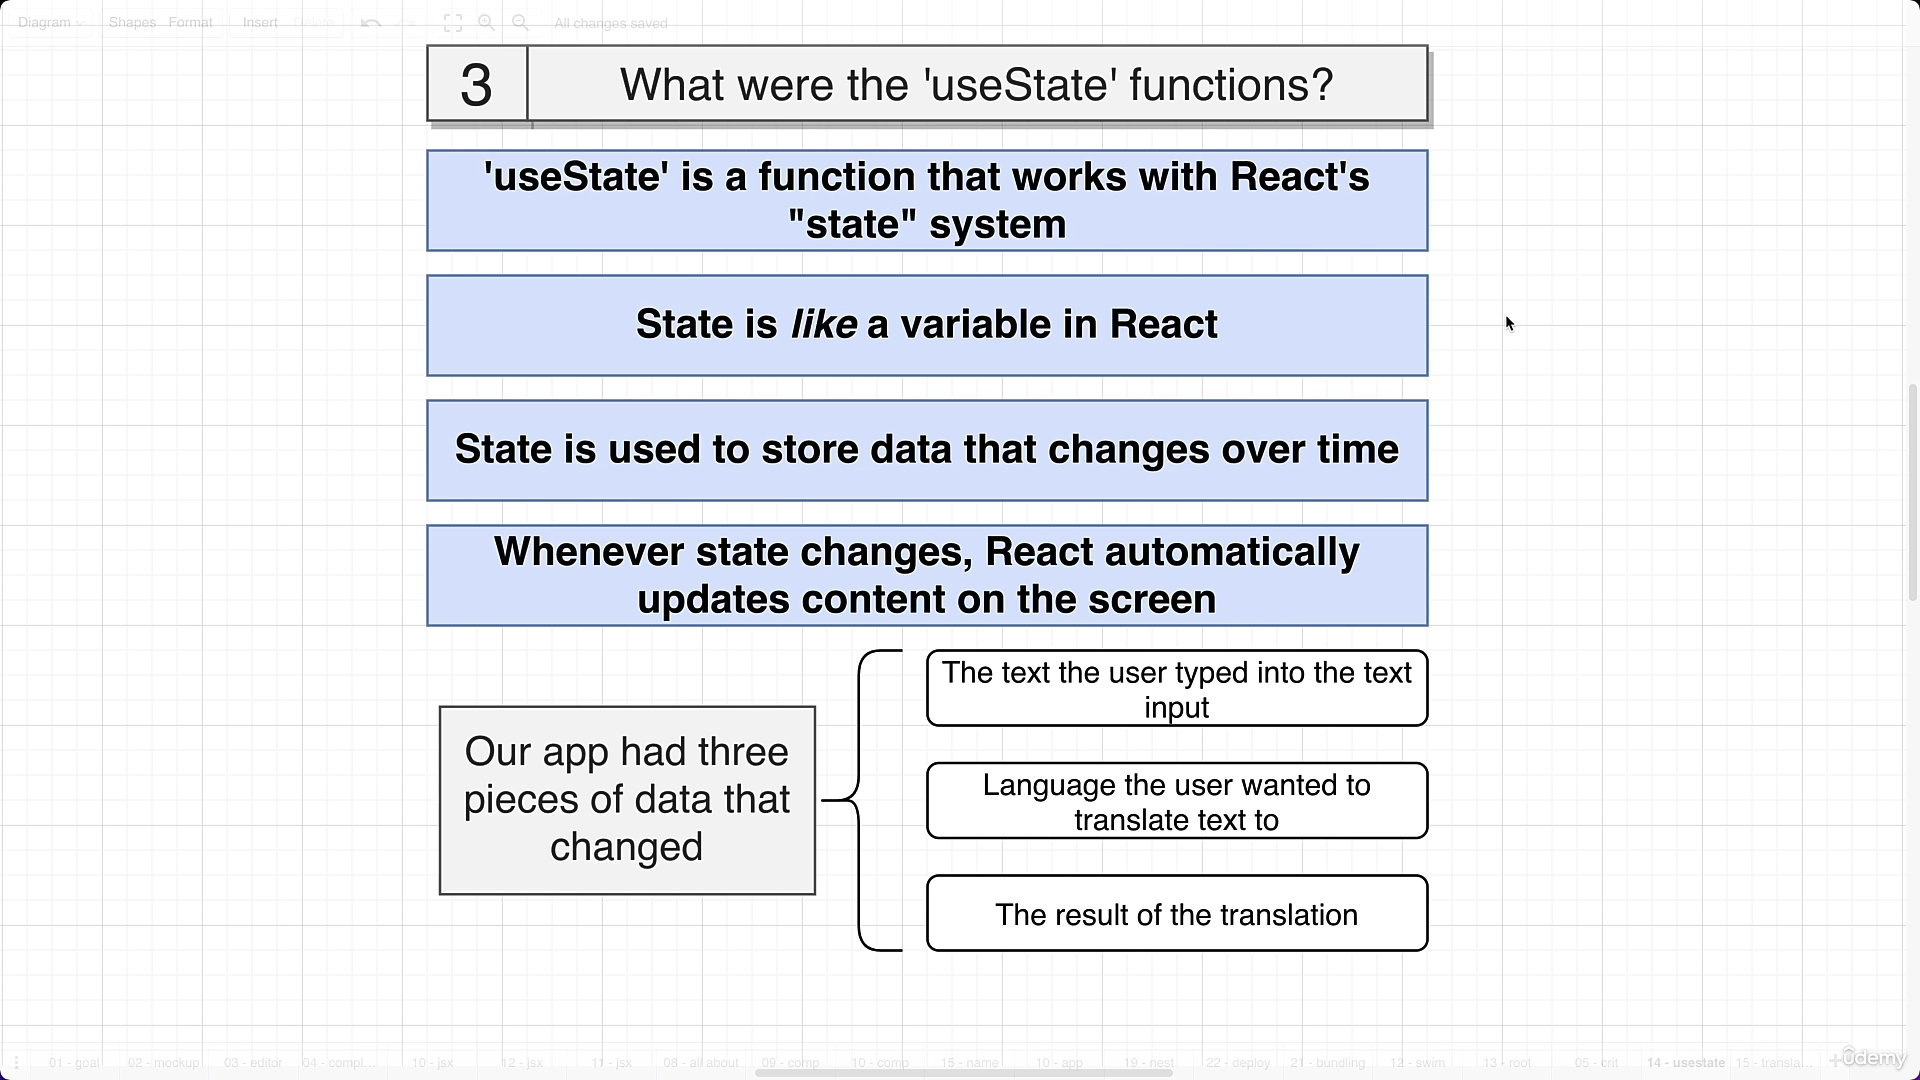 Diagram Shapes Format Insert Delete All changes saved
3 What were the 'useState' functions?
'useState' is a function that works with React's
"state" system
State is like a variable in React
State is used to store data that changes over time
Whenever state changes, React automatically
updates content on the screen
Our app had three
pieces of data that
changed
The text the user typed into the text
input
Language the user wanted to
translate text to
The result of the translation
01 - goal 02 - mockup 03 - editor 04 - compl... 10 - jsx 12 - jsx 11 - jsx 08 - all about 09 - comp 10 - comp 15 - name 10 - app 19 - nest 22 - deploy 21 - bundling 12 - swim 13 - root 05 - crit 14 - usestate 15 - transla...
ûdemy